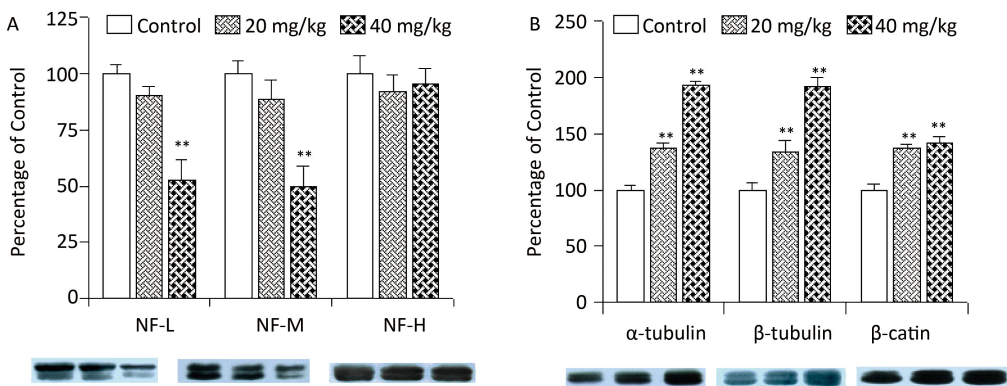 A
Percentage of Control
125
100
75
50
25
0
Control 20 mg/kg 40 mg/kg
**
**
NF-L NF-M NF-H
B
Percentage of Control
250
200
150
100
50
0
Control 20 mg/kg 40 mg/kg
**
**
**
**
**
**
α-tubulin β-tubulin β-catin